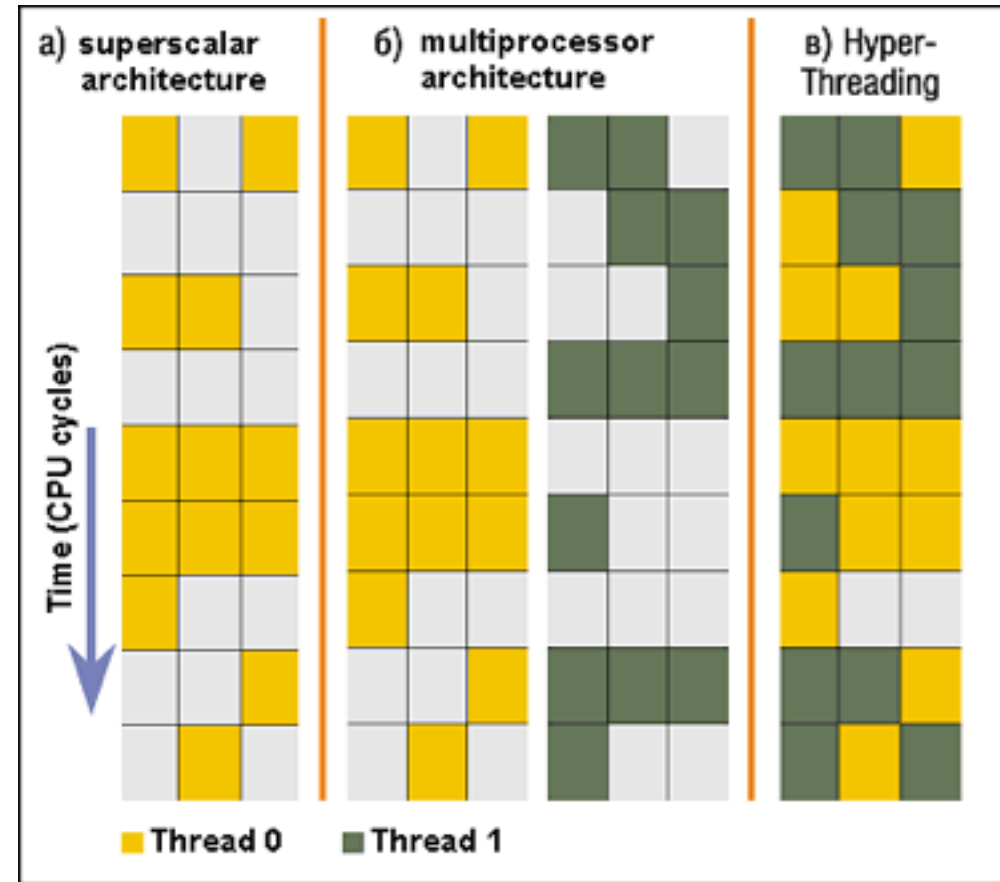 а) superscalar
architecture
б) multiprocessor
architecture
в) Hyper-
Threading
Time (CPU cycles)
Thread 0
Thread 1